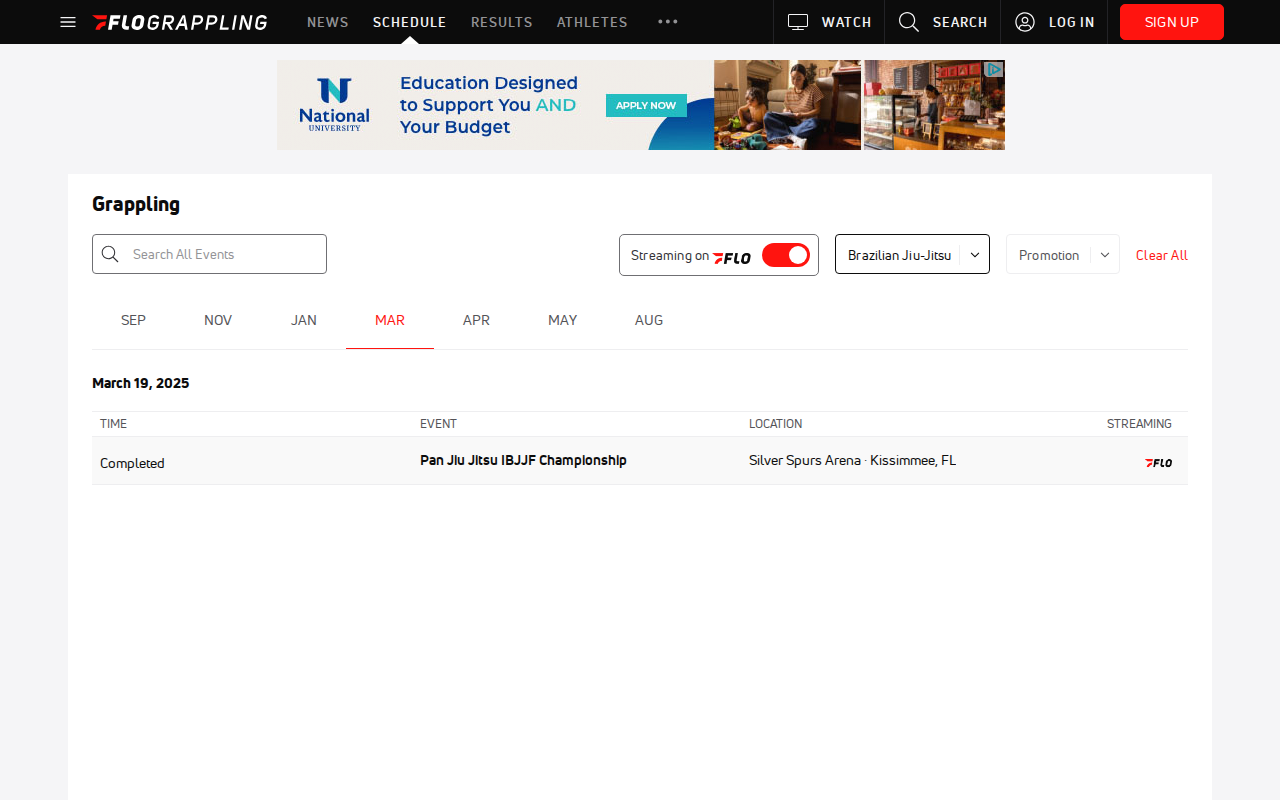 FLOGRAPPLING NEWS SCHEDULE RESULTS ATHLETES WATCH SEARCH LOG IN SIGN UP
National
UNIVERSITY
Education Designed
to Support You AND
Your Budget
APPLY NOW
Grappling
Search All Events
Streaming on FLO
Brazilian Jiu-Jitsu
Promotion
Clear All
SEP NOV JAN MAR APR MAY AUG
March 19, 2025
TIME EVENT LOCATION STREAMING
Completed Pan Jiu Jitsu IBJJF Championship Silver Spurs Arena · Kissimmee, FL FLO